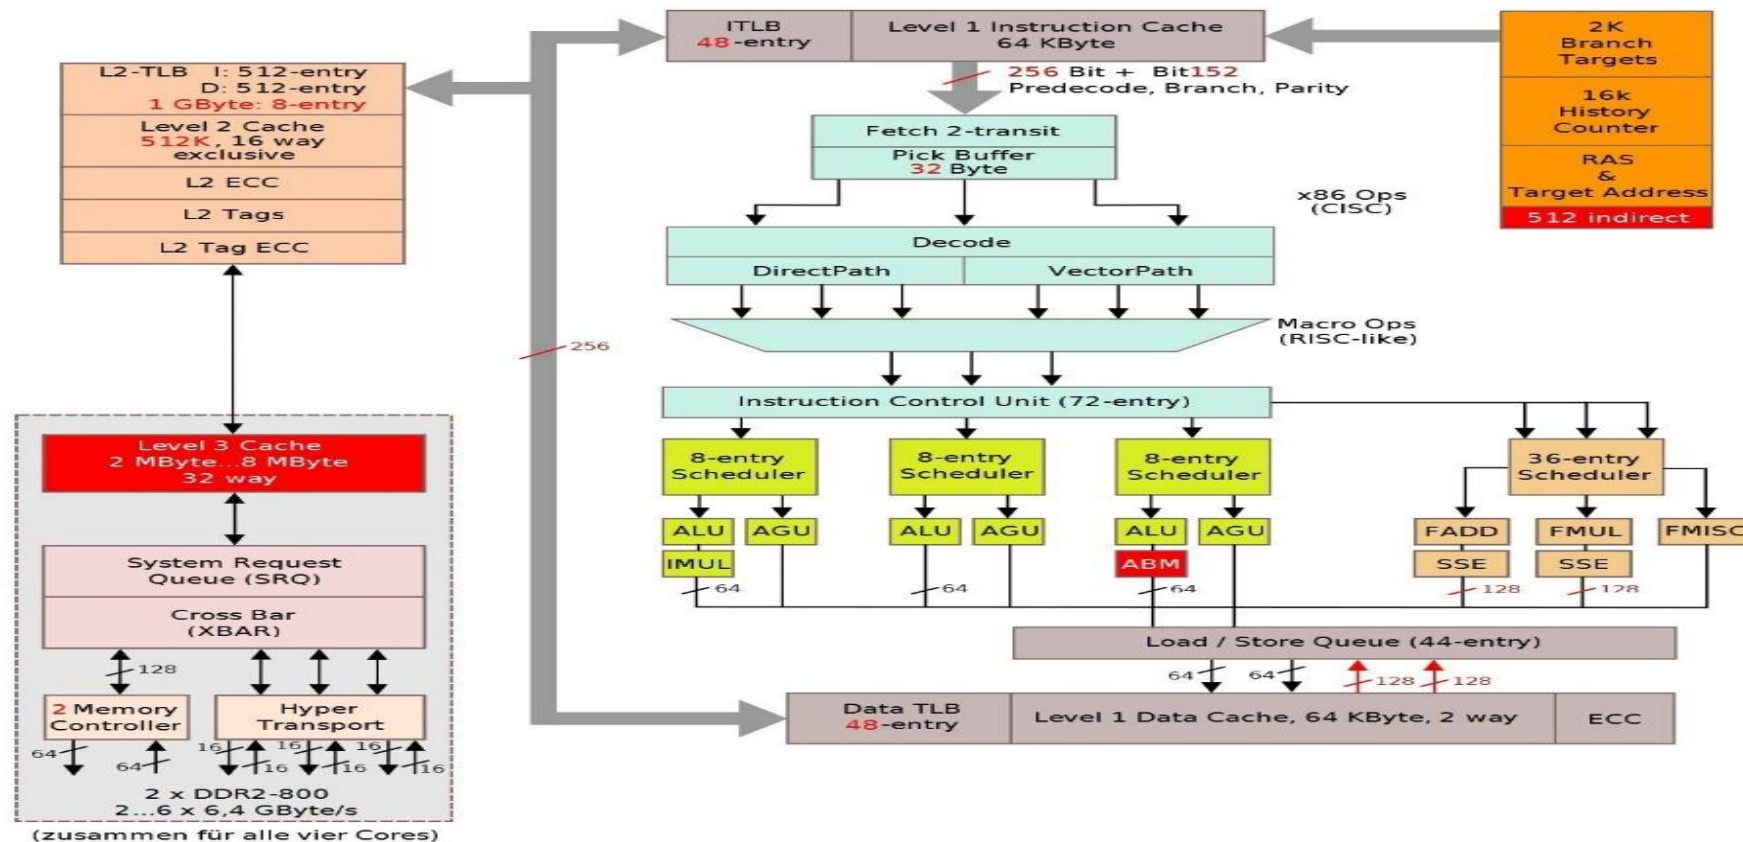 ITLB
48-entry
Level 1 Instruction Cache
64 KByte
2K
Branch
Targets
16k
History
Counter
RAS
&
Target Address
512 indirect
L2-TLB I: 512-entry
D: 512-entry
1 GByte: 8-entry
Level 2 Cache
512K, 16 way
exclusive
L2 ECC
L2 Tags
L2 Tag ECC
256 Bit + Bit152
Predecode, Branch, Parity
Fetch 2-transit
Pick Buffer
32 Byte
x86 Ops
(CISC)
Decode
DirectPath
VectorPath
Macro Ops
(RISC-like)
256
Instruction Control Unit (72-entry)
8-entry
Scheduler
8-entry
Scheduler
8-entry
Scheduler
36-entry
Scheduler
ALU
AGU
ALU
AGU
ALU
AGU
FADD
FMUL
FMISC
IMUL
ABM
SSE
SSE
64
64
64
128
128
Load / Store Queue (44-entry)
64
64
128
128
Data TLB
48-entry
Level 1 Data Cache, 64 KByte, 2 way
ECC
Level 3 Cache
2 MByte...8 MByte
32 way
System Request
Queue (SRQ)
Cross Bar
(XBAR)
128
2 Memory
Controller
Hyper
Transport
64
64
16
16
16
16
16
16
2 x DDR2-800
2...6 x 6,4 GByte/s
(zusammen für alle vier Cores)